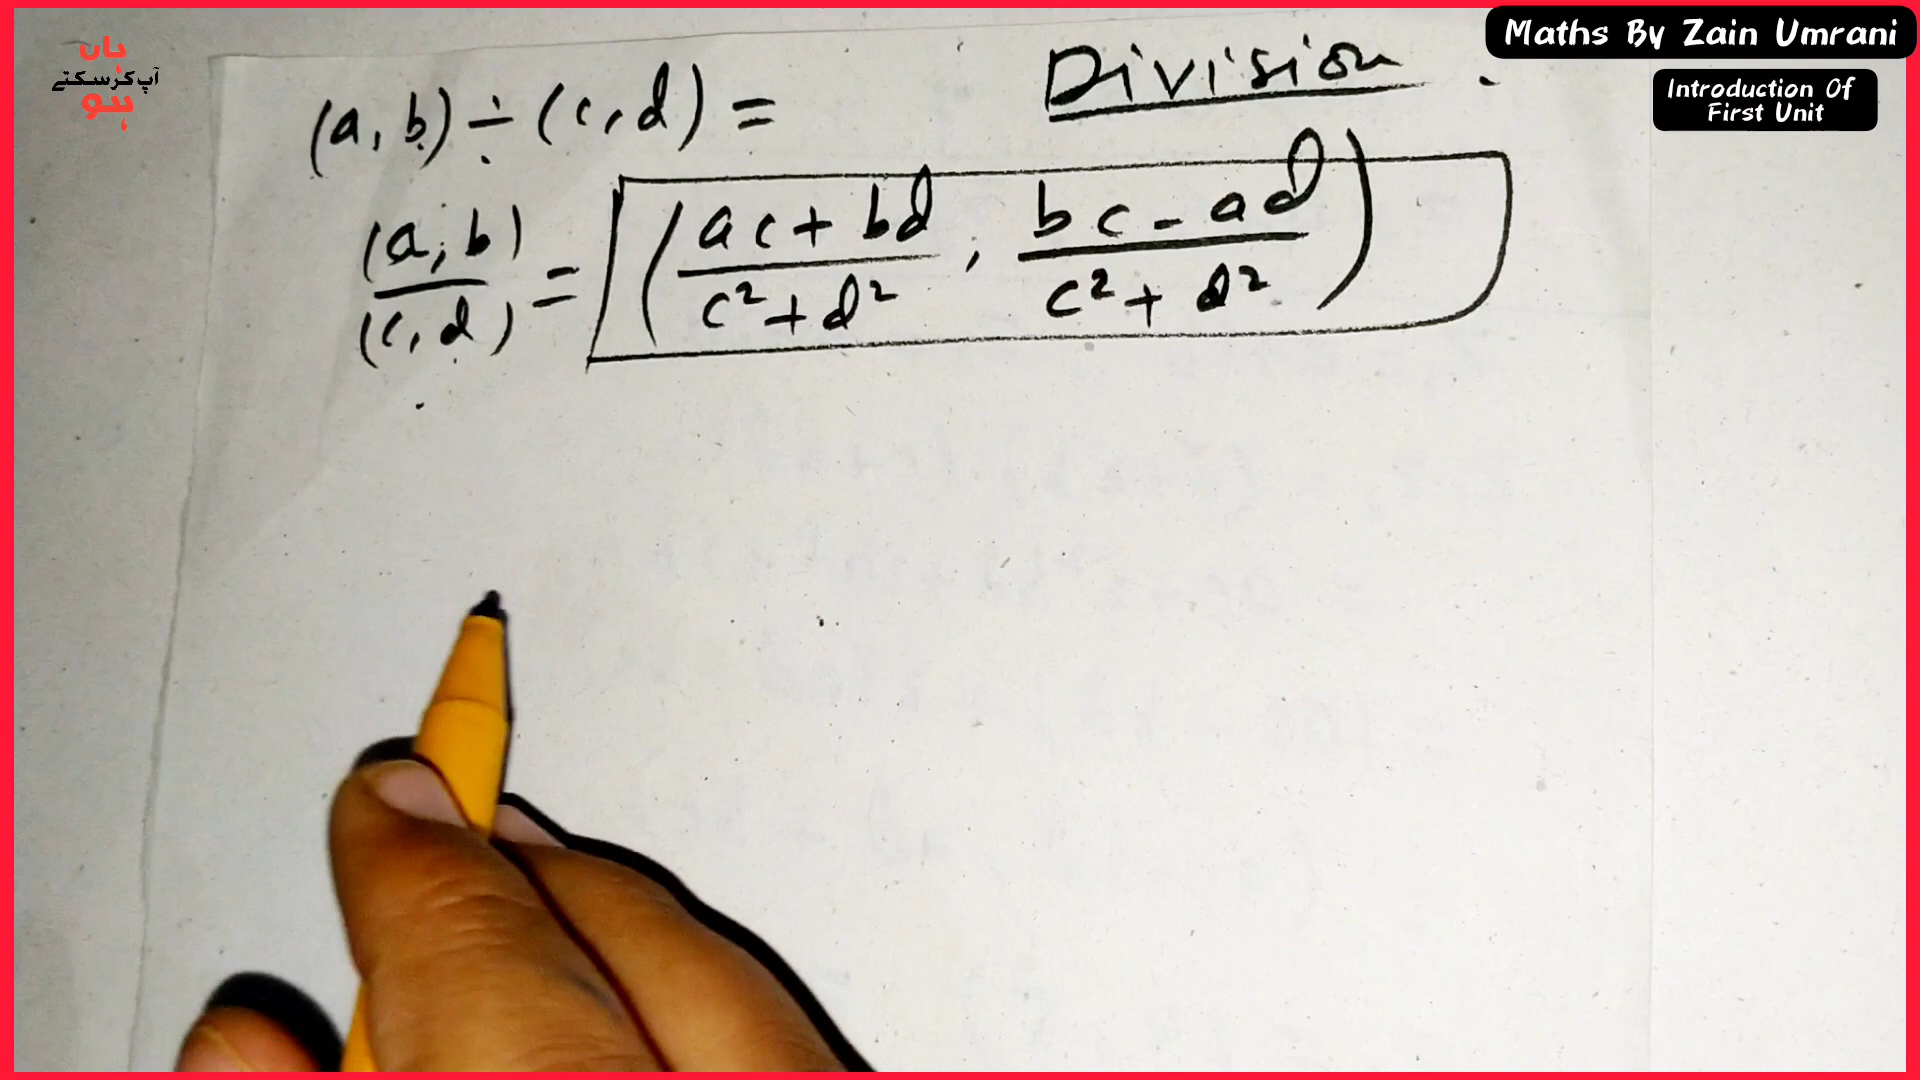 Maths By Zain Umrani
Introduction Of
First Unit
ہاں
آپ کرسکتے
ہو
Division.
(a, b) ÷ (c, d) =
(a, b) / (c, d) = ( (ac + bd) / (c² + d²) , (bc - ad) / (c² + d²) )